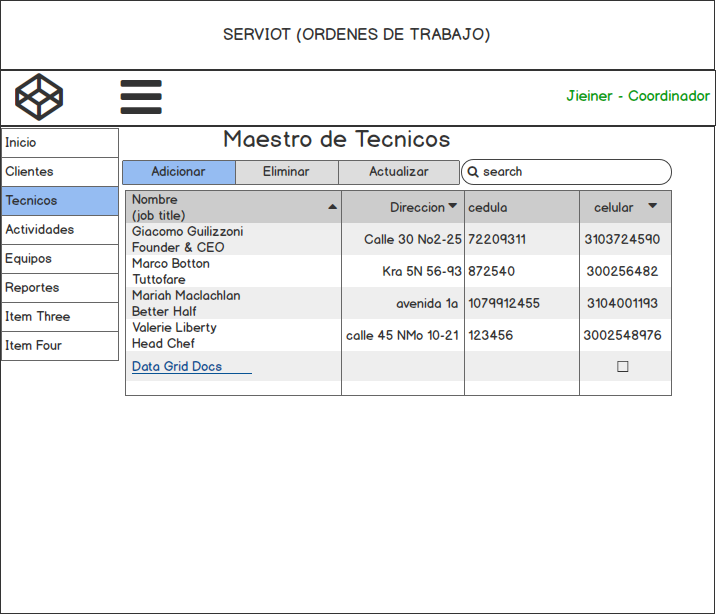 SERVIOT (ORDENES DE TRABAJO)
Jieiner - Coordinador
Inicio
Clientes
Tecnicos
Actividades
Equipos
Reportes
Item Three
Item Four
Maestro de Tecnicos
Adicionar Eliminar Actualizar search
Nombre
(job title) Direccion cedula celular
Giacomo Guilizzoni
Founder & CEO Calle 30 No2-25 72209311 3103724590
Marco Botton
Tuttofare Kra 5N 56-93 872540 300256482
Mariah Maclachlan
Better Half avenida 1a 1079912455 3104001193
Valerie Liberty
Head Chef calle 45 NMo 10-21 123456 3002548976
Data Grid Docs